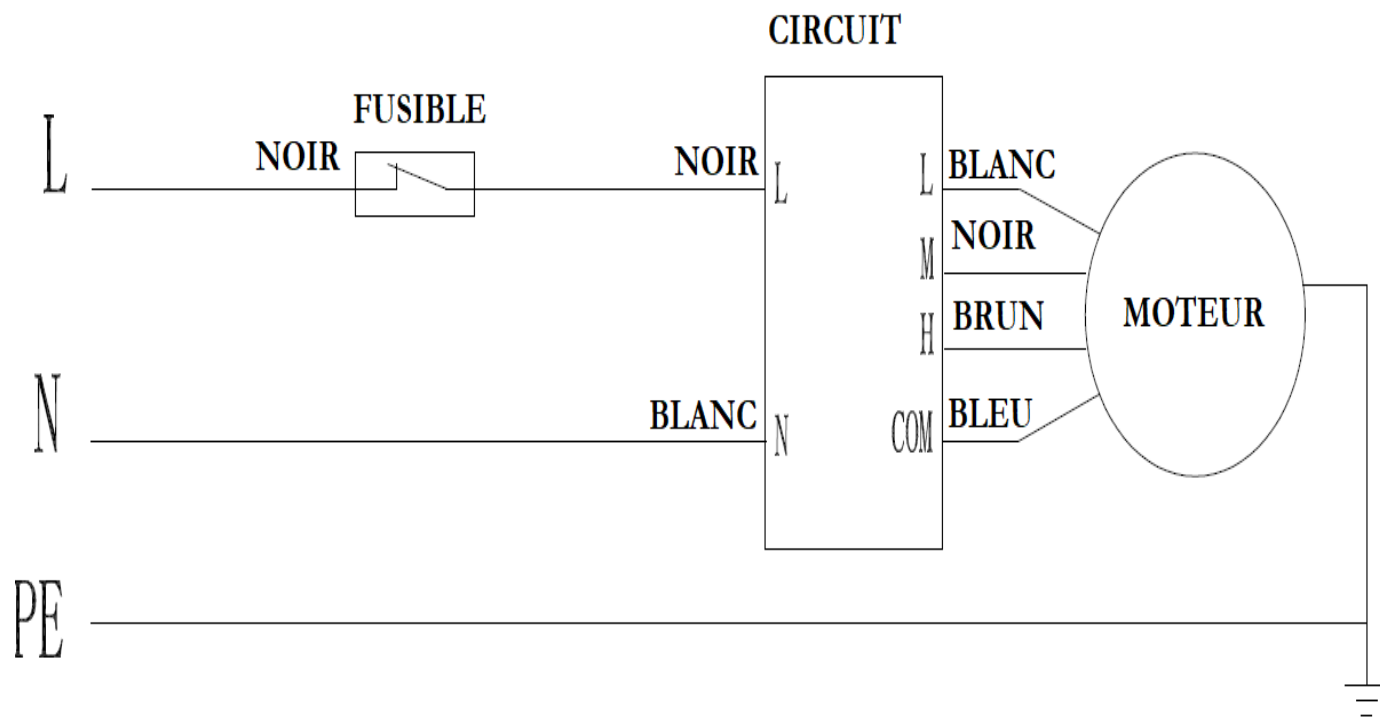 CIRCUIT
FUSIBLE
L
NOIR
NOIR
L
L
BLANC
M
NOIR
H
BRUN
MOTEUR
N
BLANC
N
COM
BLEU
PE